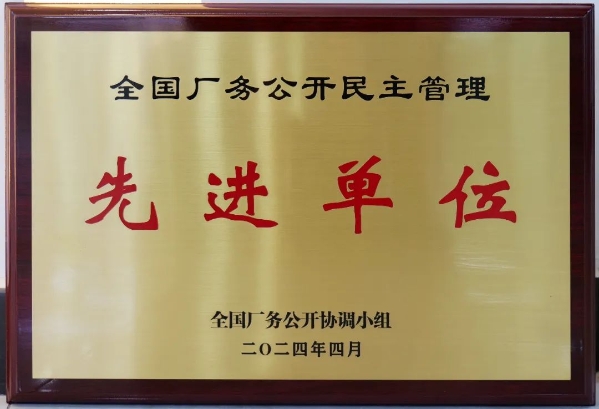 全国厂务公开民主管理
先进单位
全国厂务公开协调小组
二〇二四年四月